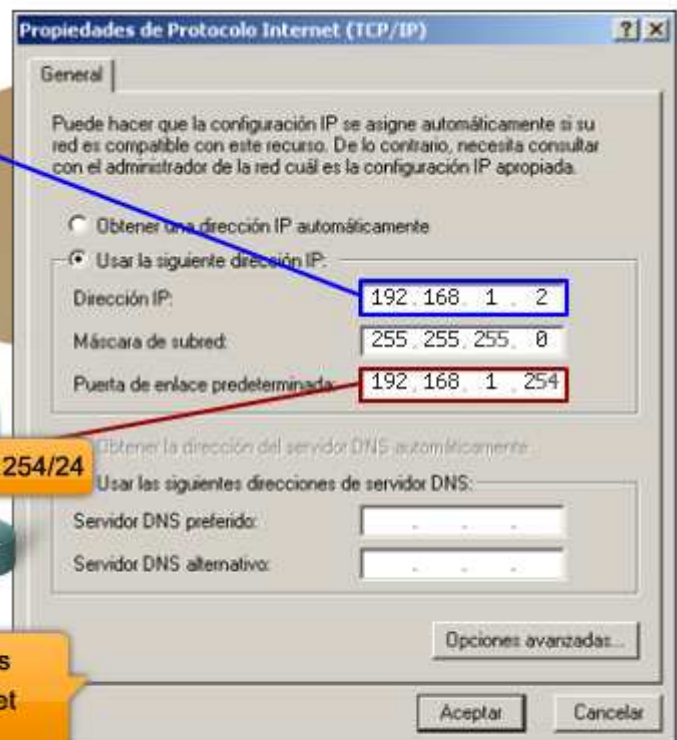 Propiedades de Protocolo Internet (TCP/IP)
General
Puede hacer que la configuración IP se asigne automáticamente si su
red es compatible con este recurso. De lo contrario, necesita consultar
con el administrador de la red cuál es la configuración IP apropiada.
Obtener una dirección IP automáticamente
Usar la siguiente dirección IP:
Dirección IP: 192.168. 1 . 2
Máscara de subred: 255.255.255. 0
Puerta de enlace predeterminada: 192.168. 1 .254
Obtener la dirección del servidor DNS automáticamente
254/24
Usar las siguientes direcciones de servidor DNS:
Servidor DNS preferido:
Servidor DNS alternativo:
Opciones avanzadas...
s
et
Aceptar Cancelar